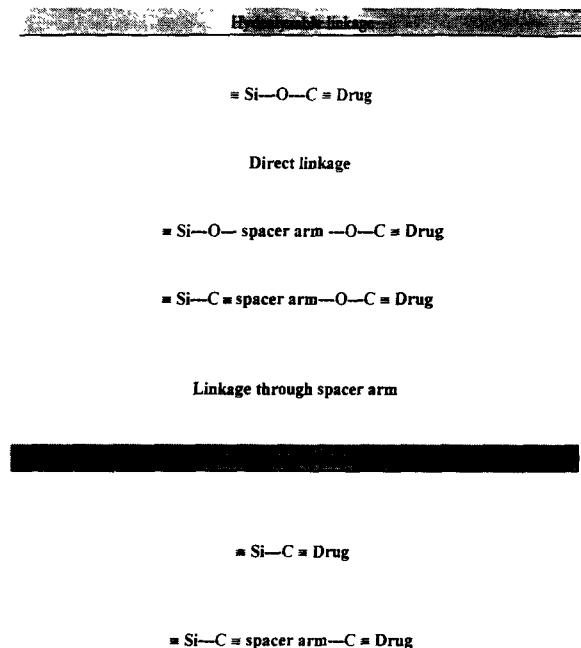 Hydrolysable linkage
≡ Si—O—C ≡ Drug
Direct linkage
≡ Si—O— spacer arm —O—C ≡ Drug
≡ Si—C ≡ spacer arm—O—C ≡ Drug
Linkage through spacer arm
≡ Si—C ≡ Drug
≡ Si—C ≡ spacer arm—C ≡ Drug